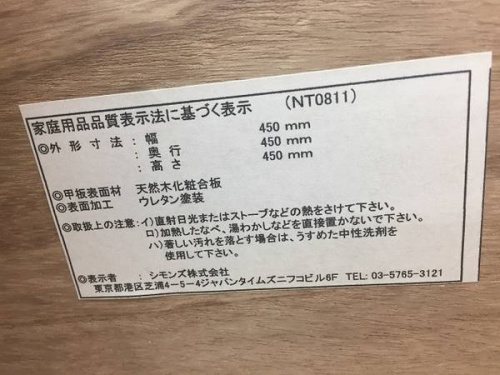 家庭用品品質表示法に基づく表示 (NT0811)
◎外形寸法:幅 450 mm
:奥行 450 mm
:高さ 450 mm
◎甲板表面材 天然木化粧合板
◎表面加工 ウレタン塗装
◎取扱上の注意:イ)直射日光またはストーブなどの熱をさけて下さい。
ロ)加熱したなべ、湯わかしなどを直接置かないで下さい。
ハ)著しい汚れを落とす場合は、うすめた中性洗剤を
使用して下さい。
◎表示者 : シモンズ株式会社
東京都港区芝浦4-5-4ジャパンタイムズニフコビル6F TEL: 03-5765-3121